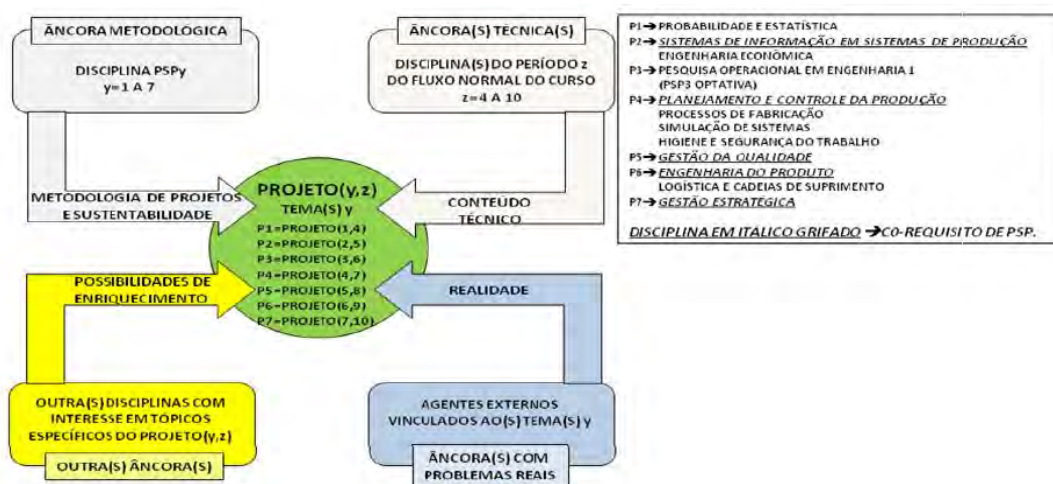 ÂNCORA METODOLÓGICA
DISCIPLINA PSPy
y=1 A 7
ÂNCORA(S) TÉCNICA(S)
DISCIPLINA(S) DO PERÍODO z
DO FLUXO NORMAL DO CURSO
z=4 A 10
P1→PROBABILIDADE E ESTATÍSTICA
P2→SISTEMAS DE INFORMAÇÃO EM SISTEMAS DE PRODUÇÃO
ENGENHARIA ECONÔMICA
P3→PESQUISA OPERACIONAL EM ENGENHARIA 1
(PSP3 OPTATIVA)
P4→PLANEJAMENTO E CONTROLE DA PRODUÇÃO
PROCESSOS DE FABRICAÇÃO
SIMULAÇÃO DE SISTEMAS
HIGIENE E SEGURANÇA DO TRABALHO
P5→GESTÃO DA QUALIDADE
P6→ENGENHARIA DO PRODUTO
LOGÍSTICA E CADEIAS DE SUPRIMENTO
P7→GESTÃO ESTRATÉGICA
DISCIPLINA EM ITÁLICO GRIFADO →C0-REQUISITO DE PSP.
METODOLOGIA DE PROJETOS
E SUSTENTABILIDADE
PROJETO(y,z)
TEMA(S) y
P1=PROJETO(1,4)
P2=PROJETO(2,5)
P3=PROJETO(3,6)
P4=PROJETO(4,7)
P5=PROJETO(5,8)
P6=PROJETO(6,9)
P7=PROJETO(7,10)
CONTEÚDO
TÉCNICO
POSSIBILIDADES DE
ENRIQUECIMENTO
REALIDADE
OUTRA(S) DISCIPLINAS COM
INTERESSE EM TÓPICOS
ESPECÍFICOS DO PROJETO(y,z)
OUTRA(S) ÂNCORA(S)
AGENTES EXTERNOS
VINCULADOS AO(S) TEMA(S) y
ÂNCORA(S) COM
PROBLEMAS REAIS